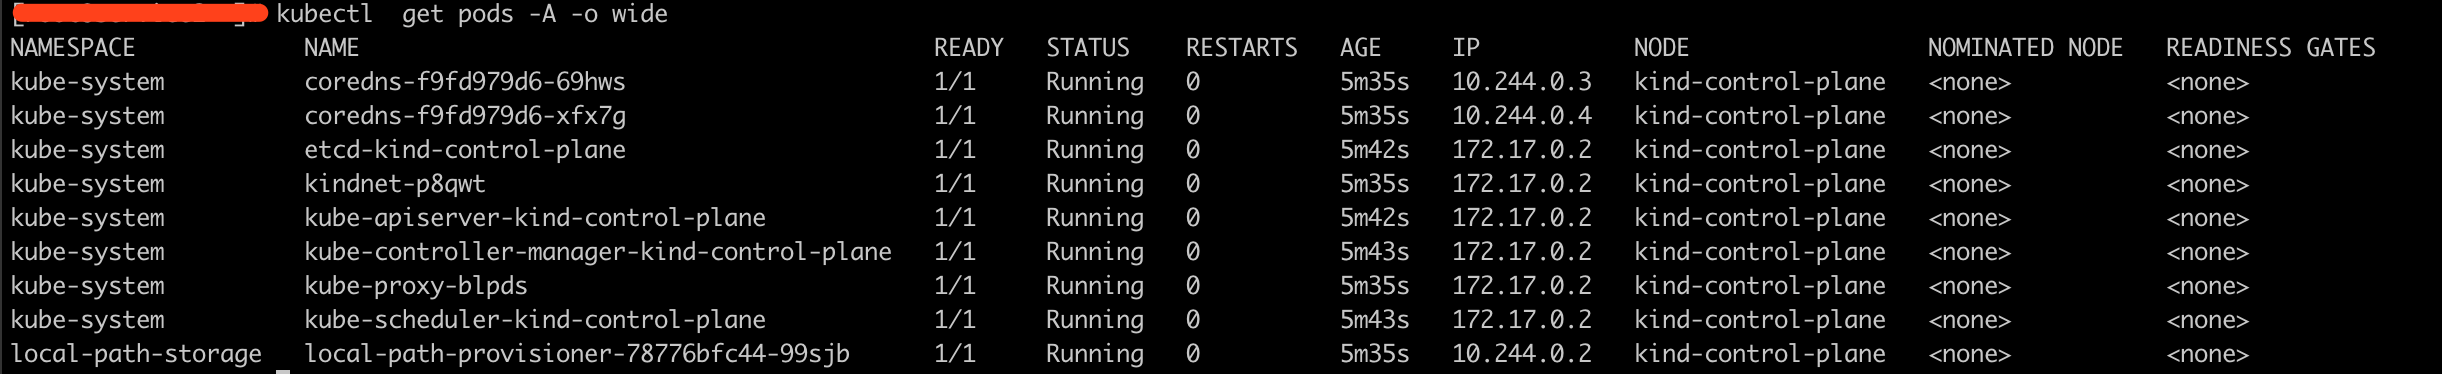 kubectl  get pods -A -o wide
NAMESPACE            NAME                                         READY   STATUS    RESTARTS   AGE     IP           NODE                 NOMINATED NODE   READINESS GATES
kube-system          coredns-f9fd979d6-69hws                      1/1     Running   0          5m35s   10.244.0.3   kind-control-plane   <none>           <none>
kube-system          coredns-f9fd979d6-xfx7g                      1/1     Running   0          5m35s   10.244.0.4   kind-control-plane   <none>           <none>
kube-system          etcd-kind-control-plane                      1/1     Running   0          5m42s   172.17.0.2   kind-control-plane   <none>           <none>
kube-system          kindnet-p8qwt                                1/1     Running   0          5m35s   172.17.0.2   kind-control-plane   <none>           <none>
kube-system          kube-apiserver-kind-control-plane            1/1     Running   0          5m42s   172.17.0.2   kind-control-plane   <none>           <none>
kube-system          kube-controller-manager-kind-control-plane   1/1     Running   0          5m43s   172.17.0.2   kind-control-plane   <none>           <none>
kube-system          kube-proxy-blpds                             1/1     Running   0          5m35s   172.17.0.2   kind-control-plane   <none>           <none>
kube-system          kube-scheduler-kind-control-plane            1/1     Running   0          5m43s   172.17.0.2   kind-control-plane   <none>           <none>
local-path-storage   local-path-provisioner-78776bfc44-99sjb      1/1     Running   0          5m35s   10.244.0.2   kind-control-plane   <none>           <none>